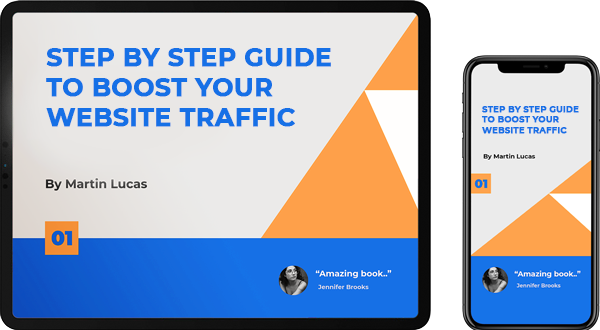 STEP BY STEP GUIDE
TO BOOST YOUR
WEBSITE TRAFFIC
By Martin Lucas
01
“Amazing book..”
Jennifer Brooks
STEP BY STEP GUIDE
TO BOOST YOUR
WEBSITE TRAFFIC
By Martin Lucas
01
“Amazing book..”
Jennifer Brooks